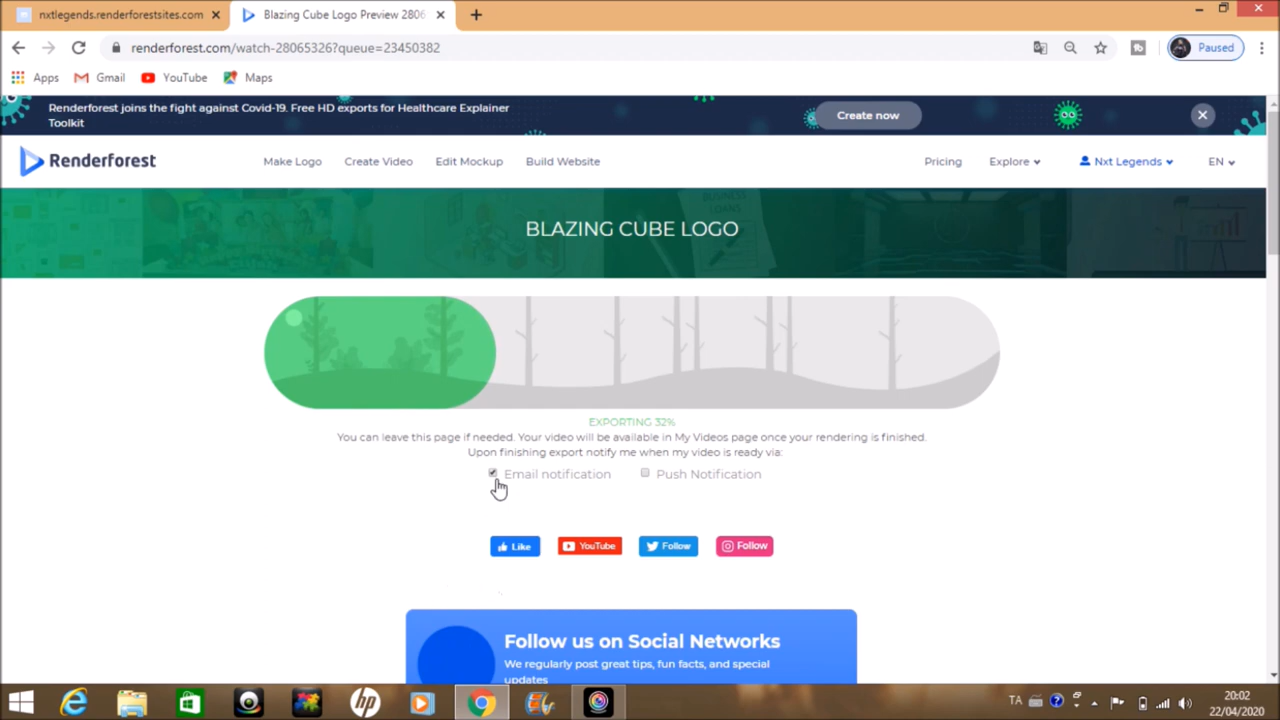 nxtlegends.renderforestsites.com
Blazing Cube Logo Preview 2806
renderforest.com/watch-28065326?queue=23450382
Paused
Apps
Gmail
YouTube
Maps
Renderforest joins the fight against Covid-19. Free HD exports for Healthcare Explainer
Toolkit
Create now
Renderforest
Make Logo
Create Video
Edit Mockup
Build Website
Pricing
Explore
Nxt Legends
EN
BUSINESS
LOANS
BLAZING CUBE LOGO
EXPORTING 32%
You can leave this page if needed. Your video will be available in My Videos page once your rendering is finished.
Upon finishing export notify me when my video is ready via:
Email notification
Push Notification
Like
YouTube
Follow
Follow
Follow us on Social Networks
We regularly post great tips, fun facts, and special
updates
TA
20:02
22/04/2020